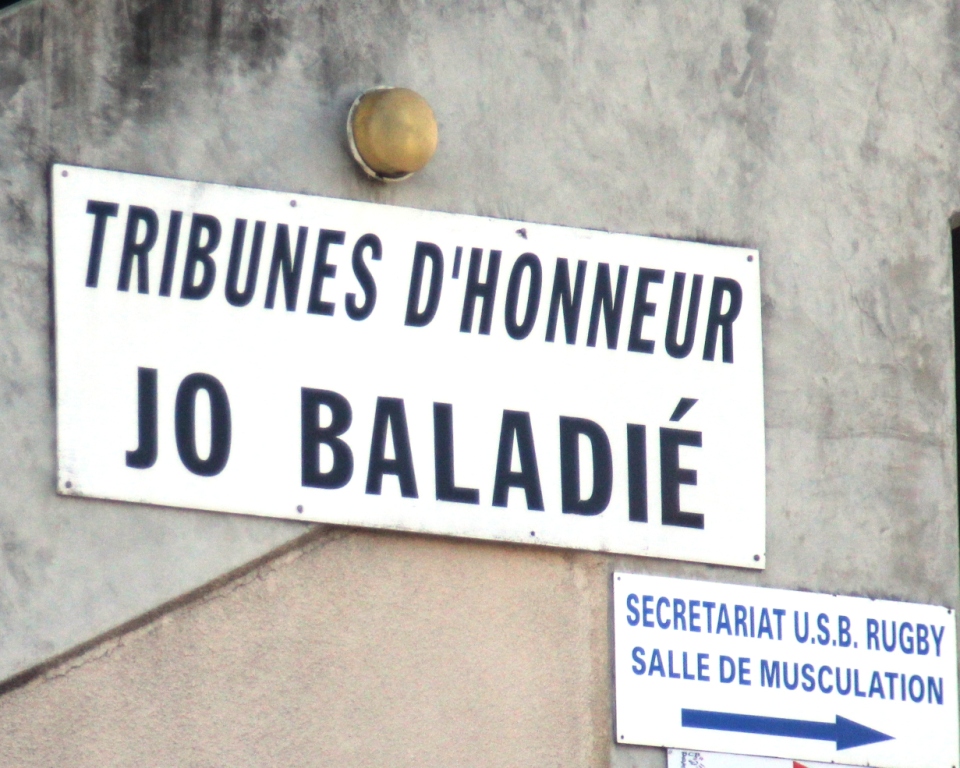 TRIBUNES D'HONNEUR
JO BALADIÉ
SECRETARIAT U.S.B. RUGBY
SALLE DE MUSCULATION